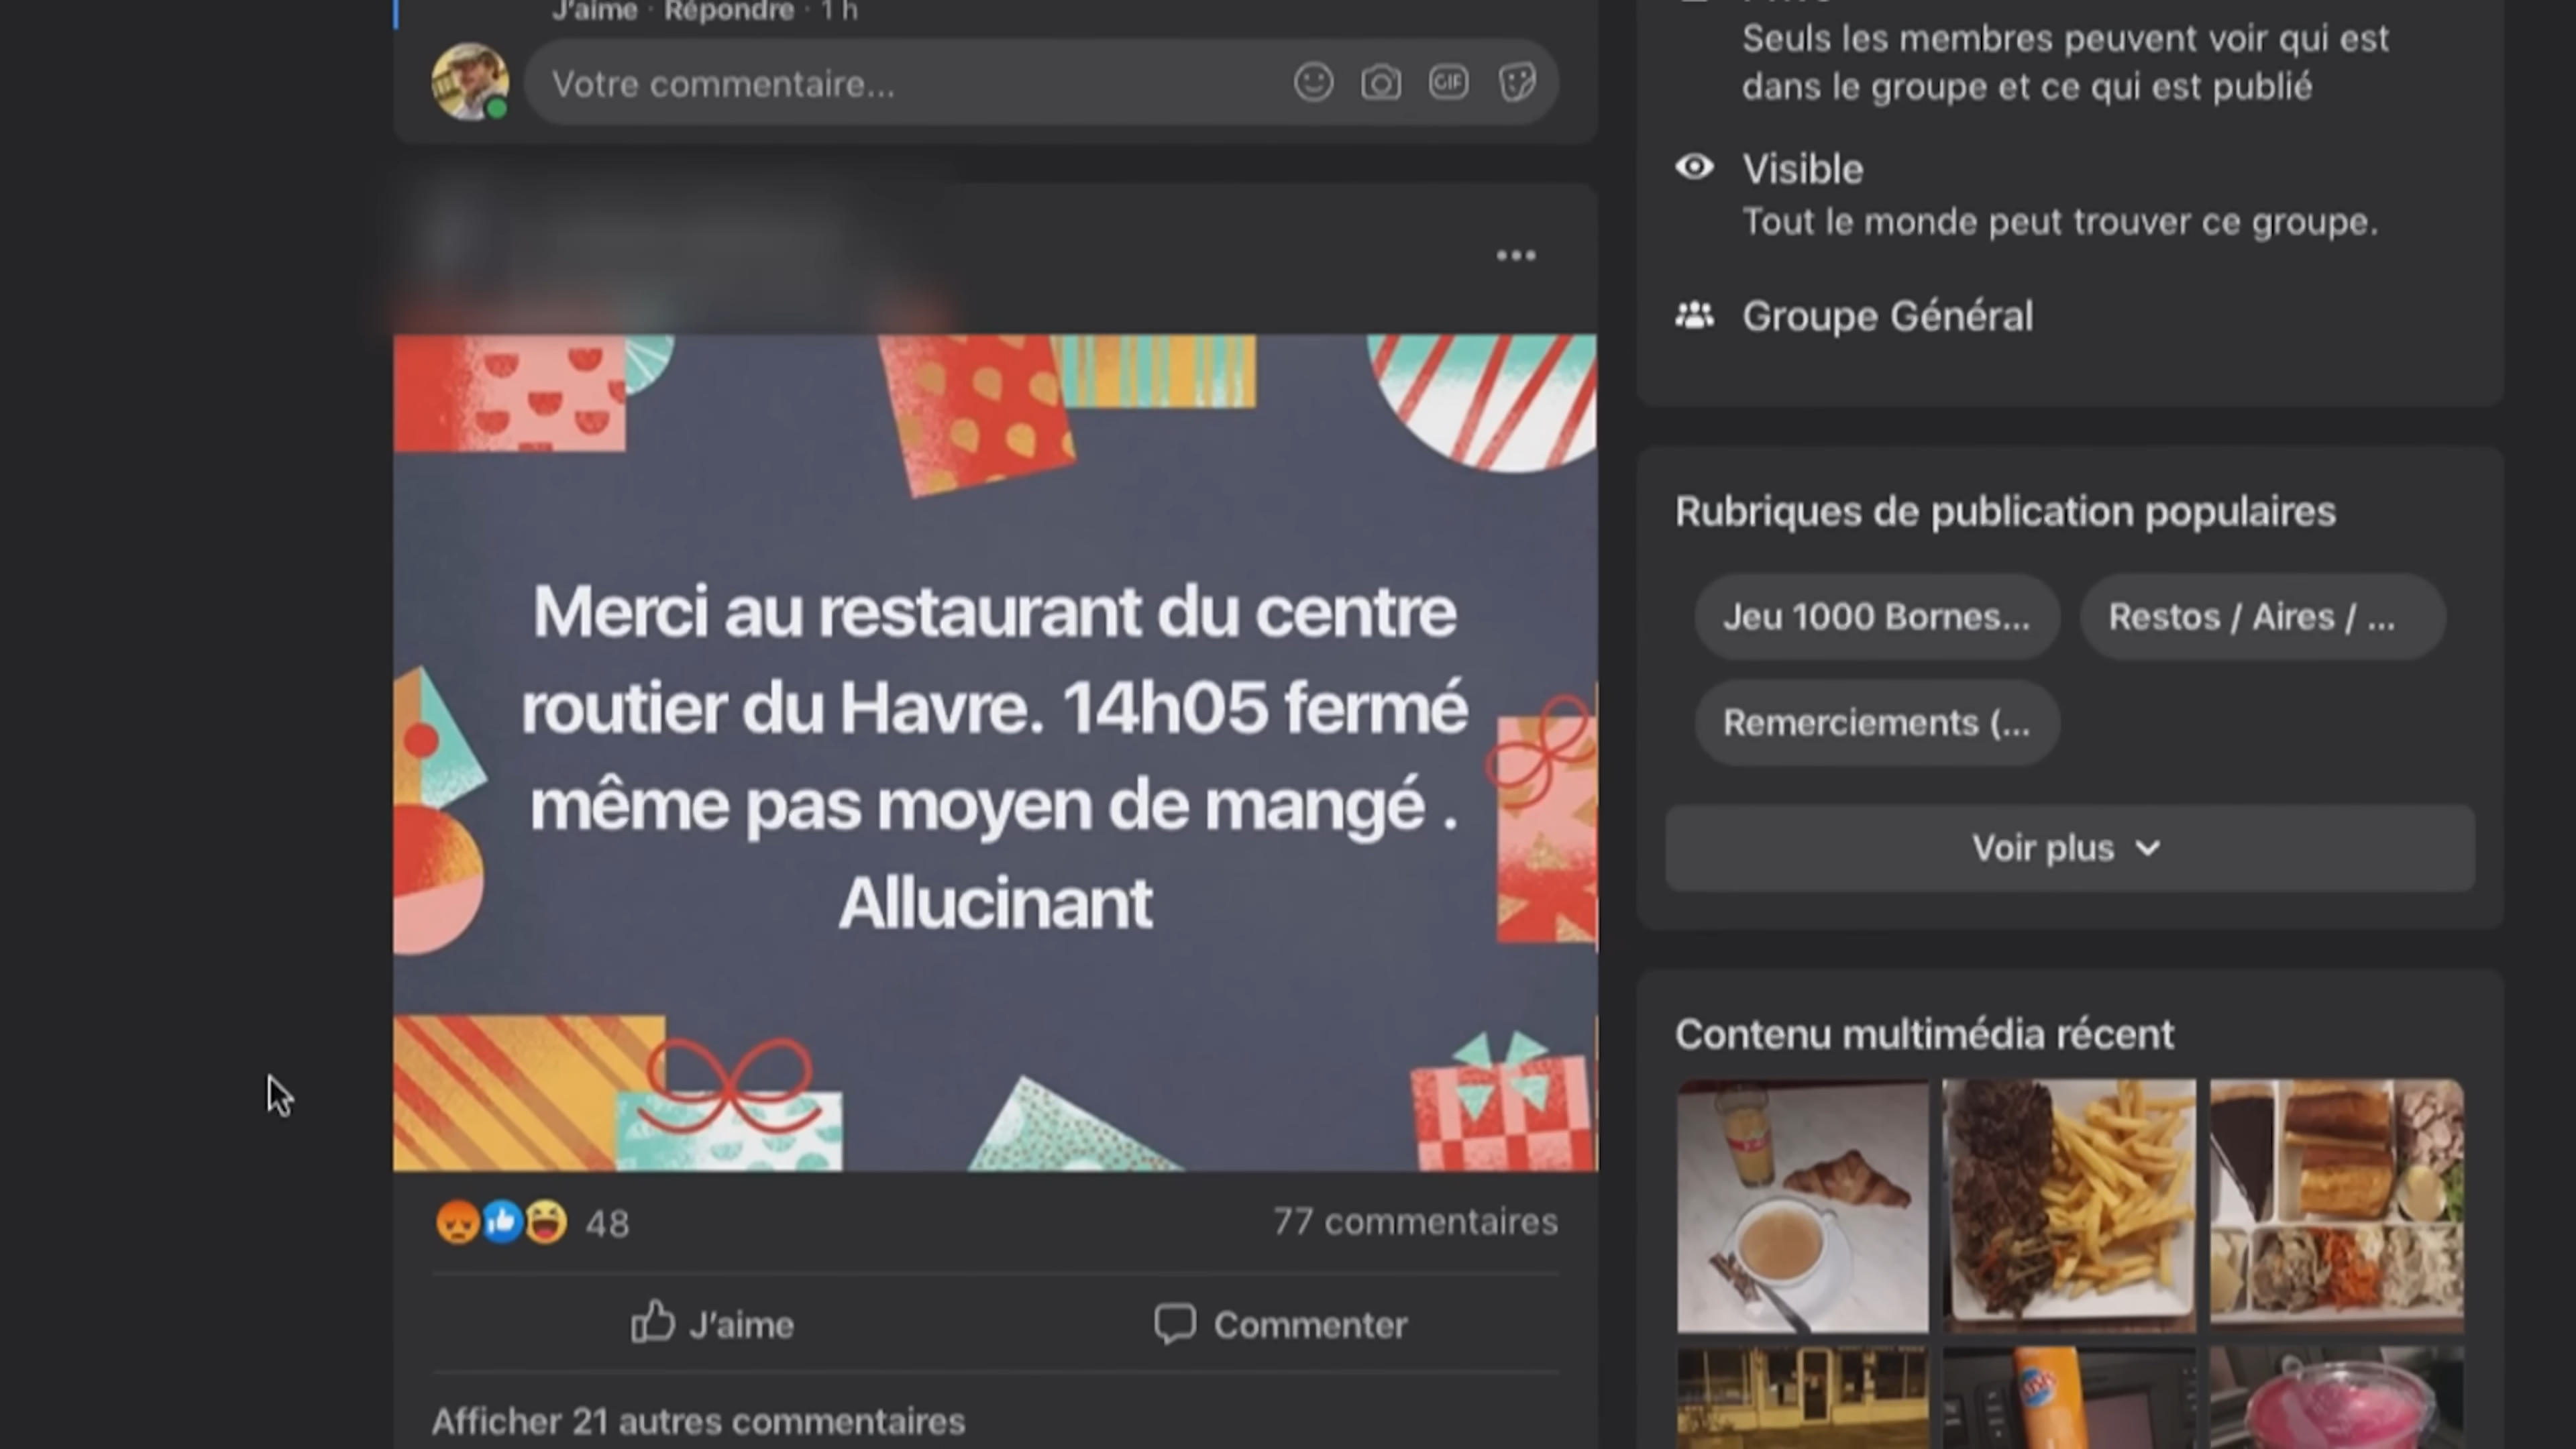 J'aime · Répondre · 1 h
Votre commentaire...
GIF
Merci au restaurant du centre
routier du Havre. 14h05 fermé
même pas moyen de mangé .
Allucinant
48
77 commentaires
J'aime
Commenter
Afficher 21 autres commentaires
Seuls les membres peuvent voir qui est
dans le groupe et ce qui est publié
Visible
Tout le monde peut trouver ce groupe.
Groupe Général
Rubriques de publication populaires
Jeu 1000 Bornes...
Restos / Aires / ...
Remerciements (...
Voir plus
Contenu multimédia récent